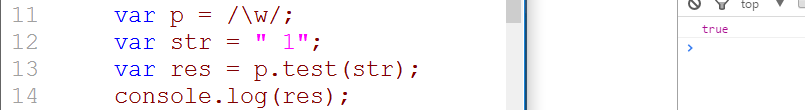 11 var p = /\w/;
12 var str = " 1";
13 var res = p.test(str);
14 console.log(res);
top
true